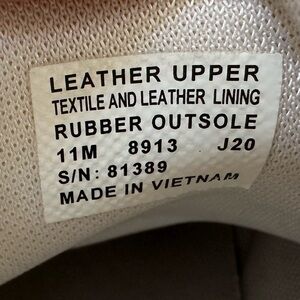 LEATHER UPPER
TEXTILE AND LEATHER LINING
RUBBER OUTSOLE
11M 8913 J20
S/N: 81389
MADE IN VIETNAM